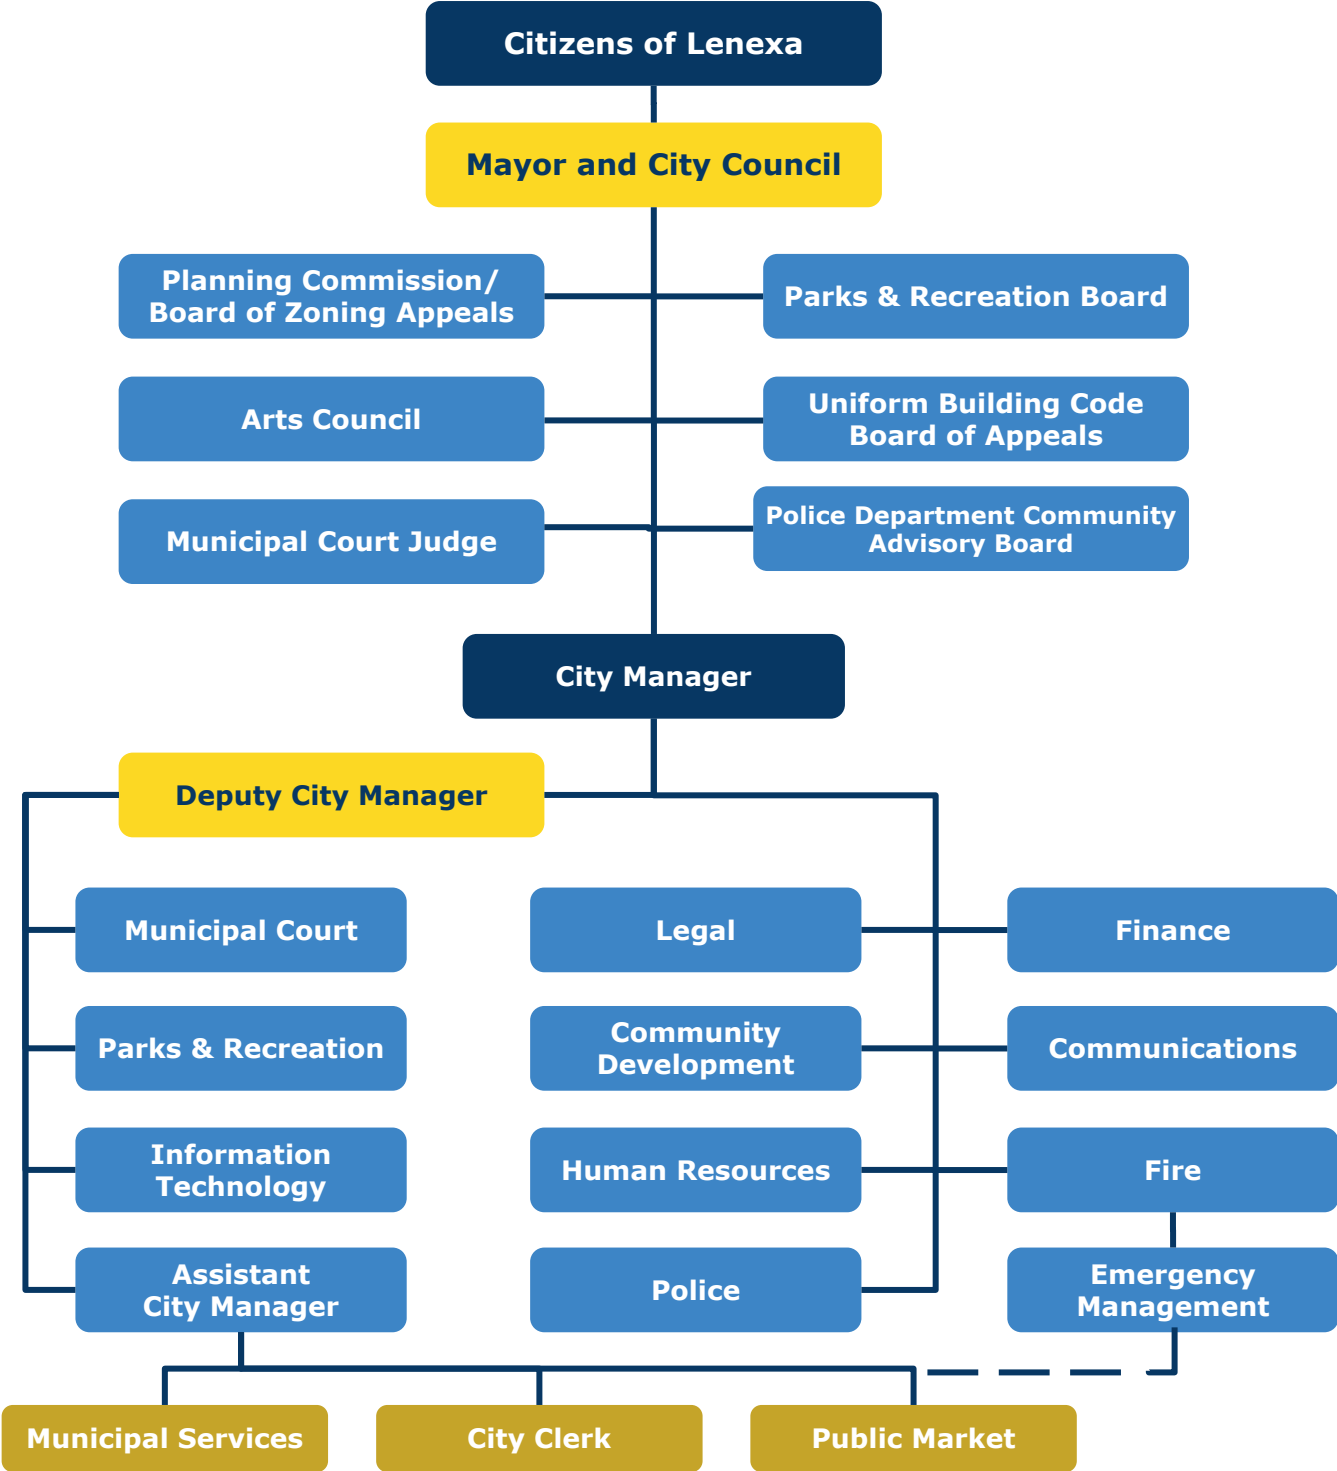 Citizens of Lenexa
Mayor and City Council
Planning Commission/
Board of Zoning Appeals
Parks & Recreation Board
Arts Council
Uniform Building Code
Board of Appeals
Municipal Court Judge
Police Department Community
Advisory Board
City Manager
Deputy City Manager
Municipal Court
Legal
Finance
Parks & Recreation
Community
Development
Communications
Information
Technology
Human Resources
Fire
Assistant
City Manager
Police
Emergency
Management
Municipal Services
City Clerk
Public Market